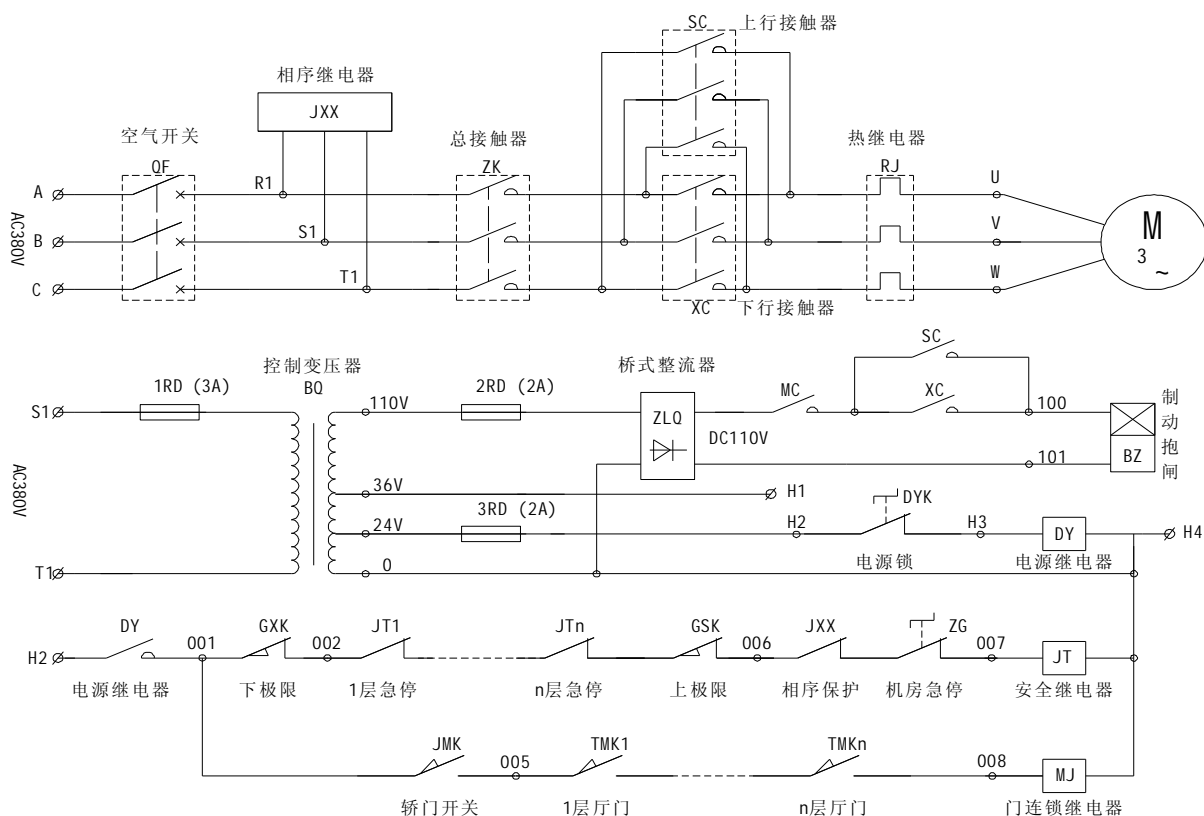 SC 上行接触器
相序继电器
JXX
空气开关
总接触器
热继电器
QF
R1
ZK
RJ
U
A
AC380V
B
S1
V
M
3
~
C
T1
W
XC 下行接触器
SC
控制变压器
桥式整流器
1RD (3A)
BQ
110V
2RD (2A)
MC
XC
100
制动抱闸
S1
ZLQ
DC110V
101
BZ
AC380V
36V
H1
24V
3RD (2A)
H2
DYK
H3
DY
H4
电源锁
电源继电器
T1
0
DY
001
GXK
002
JT1
JTn
GSK
006
JXX
ZG
007
H2
JT
电源继电器
下极限
1层急停
n层急停
上极限
相序保护
机房急停
安全继电器
JMK
005
TMK1
TMKn
008
MJ
轿门开关
1层厅门
n层厅门
门连锁继电器